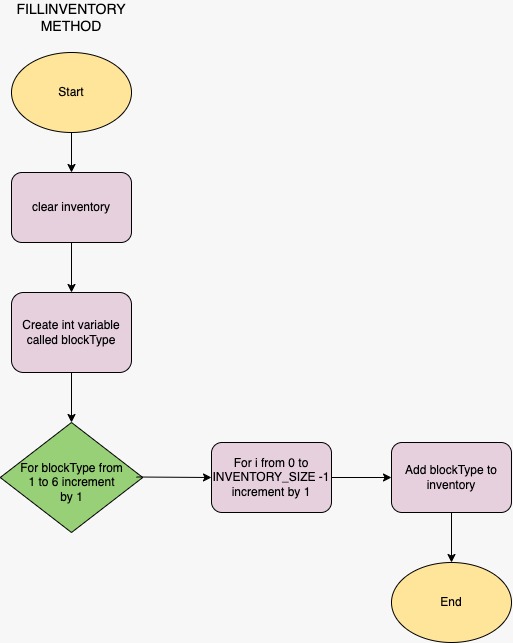 FILLINVENTORY
METHOD
Start
clear inventory
Create int variable
called blockType
For blockType from
1 to 6 increment
by 1
For i from 0 to
INVENTORY_SIZE -1
increment by 1
Add blockType to
inventory
End